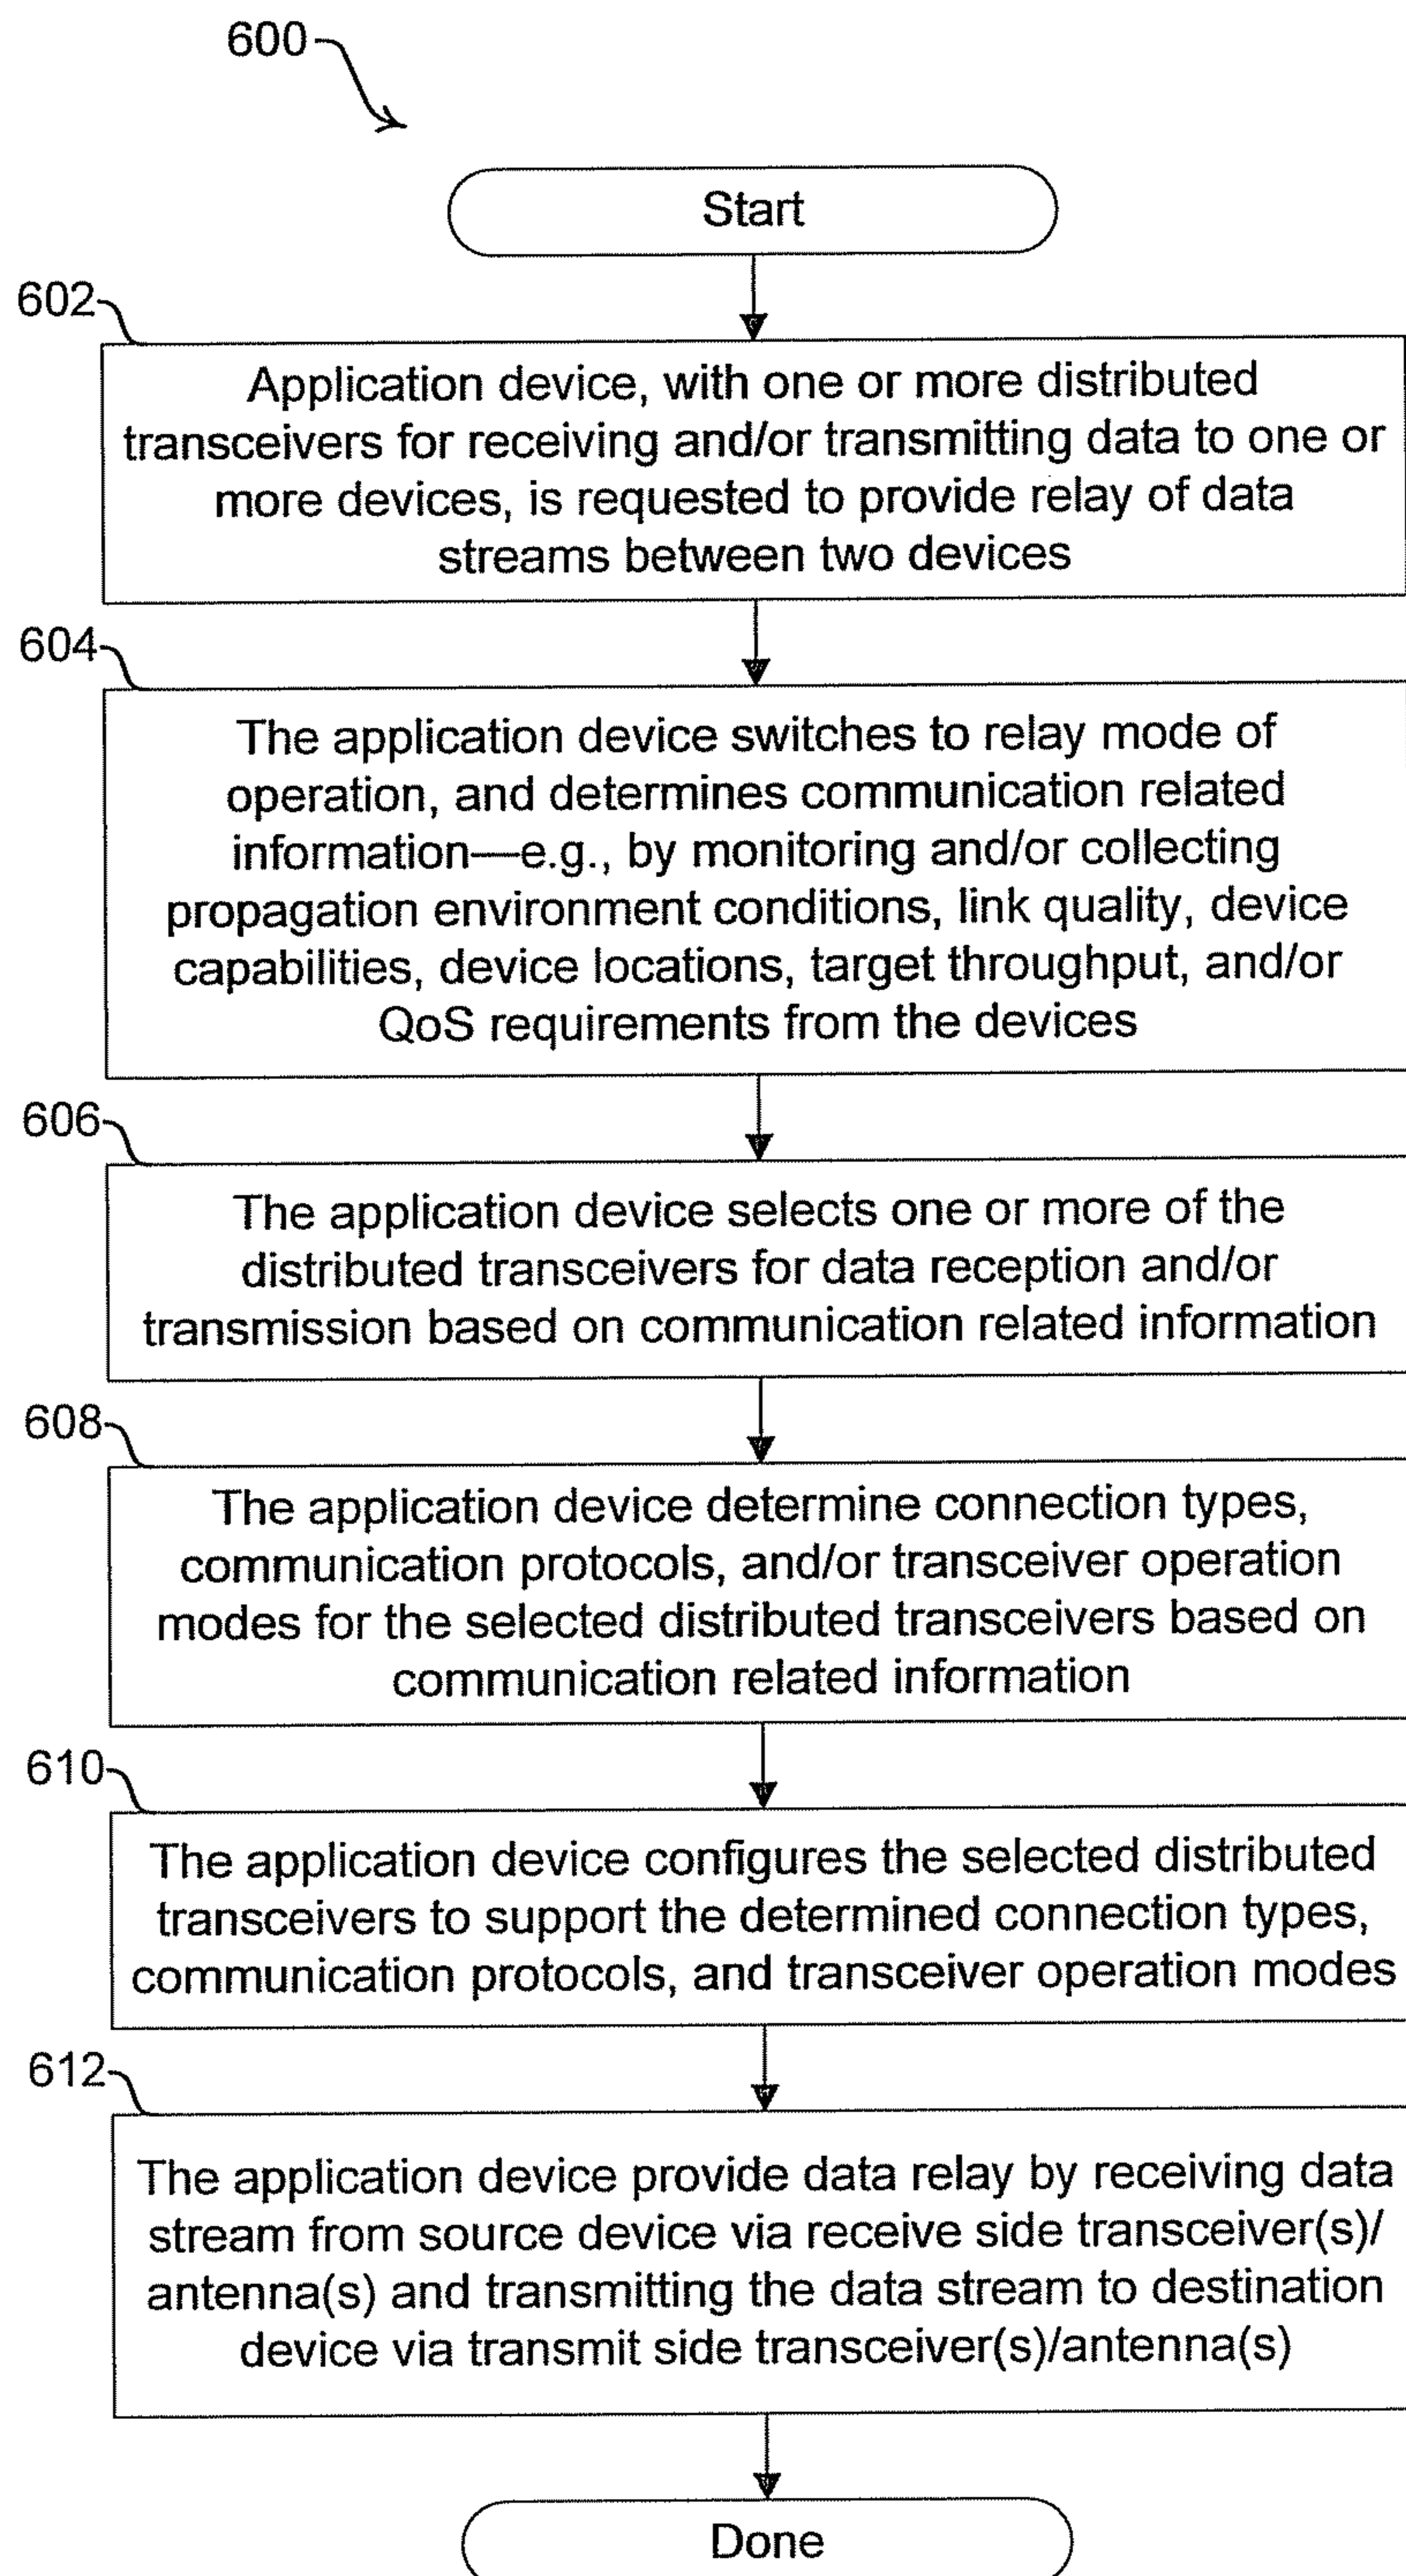 600
Start
602
Application device, with one or more distributed
transceivers for receiving and/or transmitting data to one or
more devices, is requested to provide relay of data
streams between two devices
604
The application device switches to relay mode of
operation, and determines communication related
information—e.g., by monitoring and/or collecting
propagation environment conditions, link quality, device
capabilities, device locations, target throughput, and/or
QoS requirements from the devices
606
The application device selects one or more of the
distributed transceivers for data reception and/or
transmission based on communication related information
608
The application device determine connection types,
communication protocols, and/or transceiver operation
modes for the selected distributed transceivers based on
communication related information
610
The application device configures the selected distributed
transceivers to support the determined connection types,
communication protocols, and transceiver operation modes
612
The application device provide data relay by receiving data
stream from source device via receive side transceiver(s)/
antenna(s) and transmitting the data stream to destination
device via transmit side transceiver(s)/antenna(s)
Done